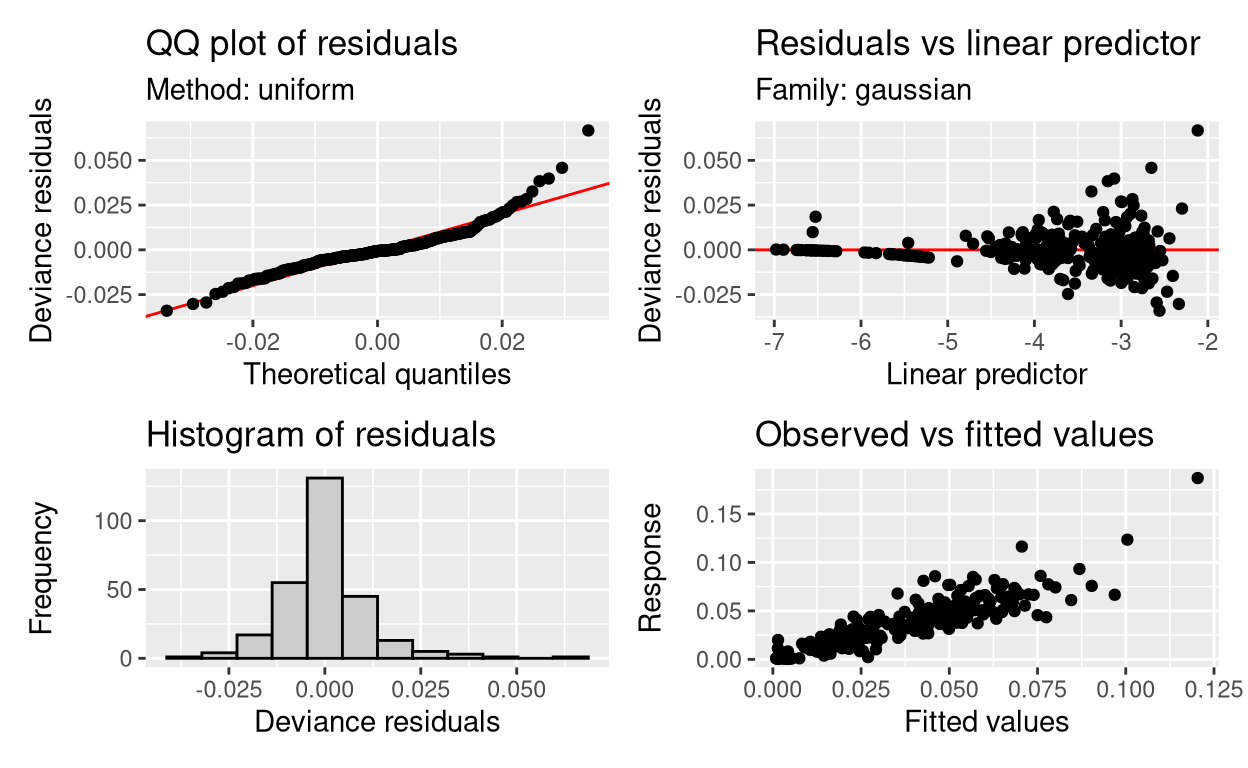 QQ plot of residuals
Method: uniform
Deviance residuals
0.050
0.025
0.000
-0.025
-0.02
0.00
0.02
Theoretical quantiles
Residuals vs linear predictor
Family: gaussian
Deviance residuals
0.050
0.025
0.000
-0.025
-7
-6
-5
-4
-3
-2
Linear predictor
Histogram of residuals
Frequency
100
50
0
-0.025
0.000
0.025
0.050
Deviance residuals
Observed vs fitted values
Response
0.15
0.10
0.05
0.00
0.000
0.025
0.050
0.075
0.100
0.125
Fitted values